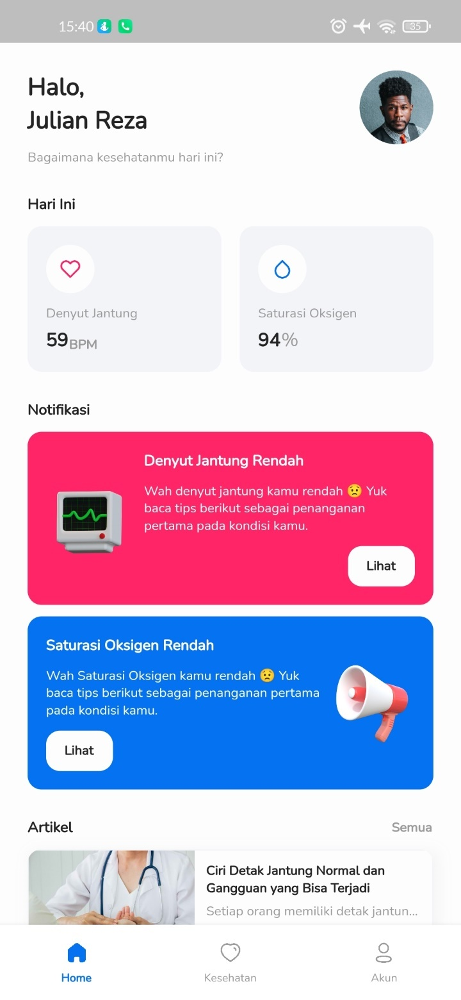 15:40
35
Halo,
Julian Reza
Bagaimana kesehatanmu hari ini?
Hari Ini
Denyut Jantung
59BPM
Saturasi Oksigen
94%
Notifikasi
Denyut Jantung Rendah
Wah denyut jantung kamu rendah 😟 Yuk
baca tips berikut sebagai penanganan
pertama pada kondisi kamu.
Lihat
Saturasi Oksigen Rendah
Wah Saturasi Oksigen kamu rendah 😟 Yuk
baca tips berikut sebagai penanganan pertama
pada kondisi kamu.
Lihat
Artikel
Semua
Ciri Detak Jantung Normal dan
Gangguan yang Bisa Terjadi
Setiap orang memiliki detak jantun...
Home
Kesehatan
Akun